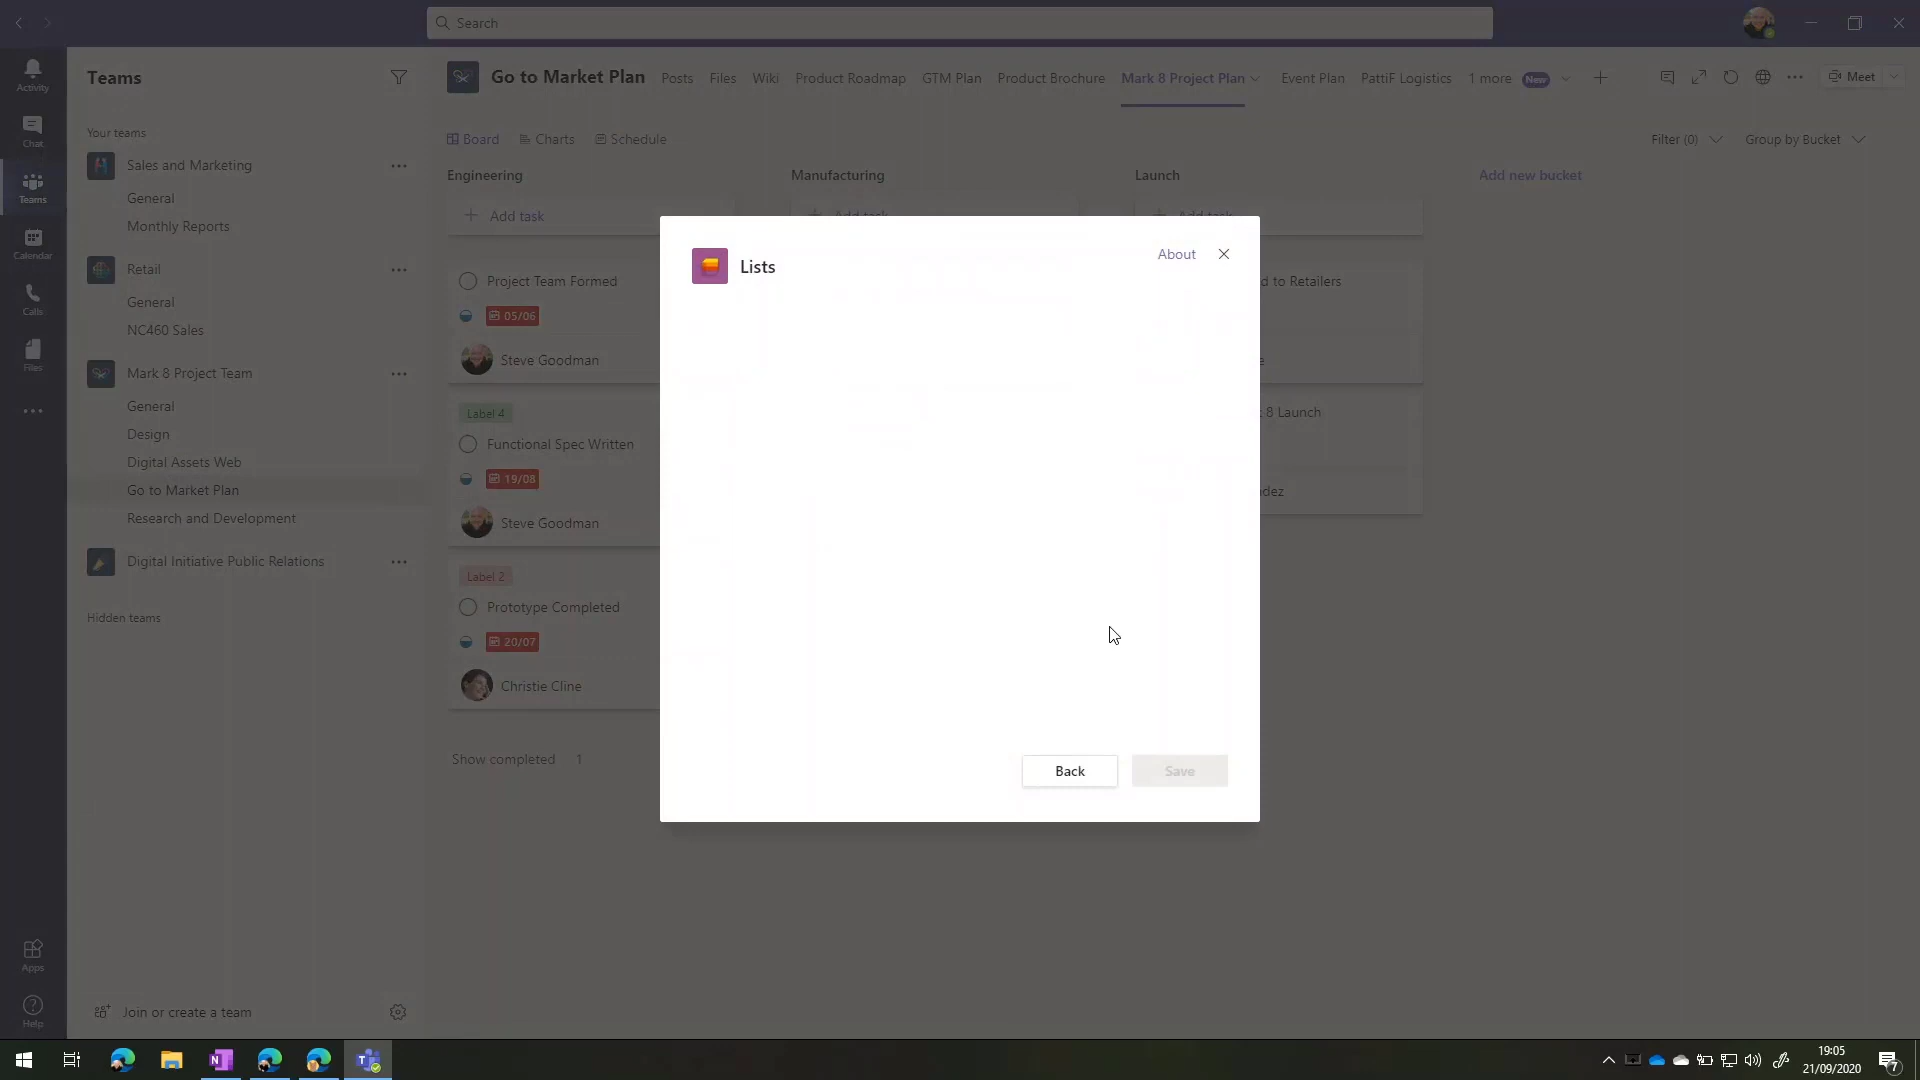 Search
Activity
Chat
Teams
Calendar
Calls
Files
Apps
Help
Teams
Your teams
Sales and Marketing
General
Monthly Reports
Retail
General
NC460 Sales
Mark 8 Project Team
General
Design
Digital Assets Web
Go to Market Plan
Research and Development
Digital Initiative Public Relations
Hidden teams
Join or create a team
Go to Market Plan
Posts
Files
Wiki
Product Roadmap
GTM Plan
Product Brochure
Mark 8 Project Plan
Event Plan
PattiF Logistics
1 more
New
Meet
Board
Charts
Schedule
Filter (0)
Group by Bucket
Engineering
Add task
Project Team Formed
05/06
Steve Goodman
Label 4
Functional Spec Written
19/08
Steve Goodman
Label 2
Prototype Completed
20/07
Christie Cline
Show completed 1
Manufacturing
Add task
Launch
Add task
d to Retailers
e
8 Launch
dez
Add new bucket
Lists
About
Back
Save
T
N
19:05
21/09/2020
7